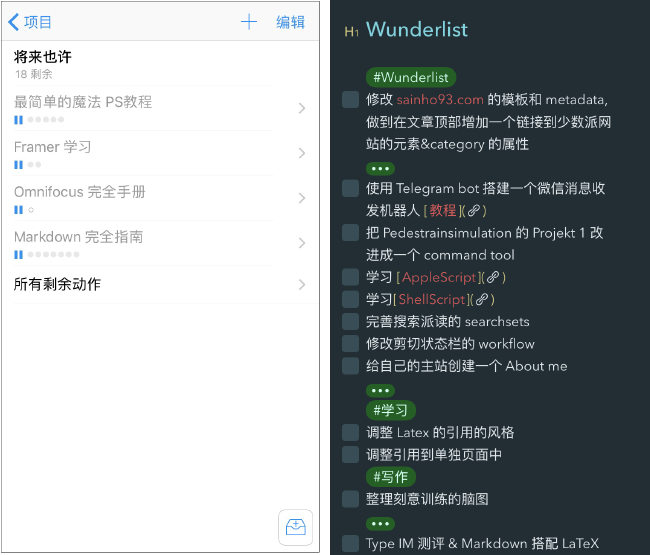 项目
编辑
将来也许
18 剩余
最简单的魔法 PS教程
Framer 学习
Omnifocus 完全手册
Markdown 完全指南
所有剩余动作
H1 Wunderlist
#Wunderlist
修改 sainho93.com 的模板和 metadata,
做到在文章顶部增加一个链接到少数派网
站的元素&category 的属性
使用 Telegram bot 搭建一个微信消息收
发机器人 [教程]()
把 Pedestrainsimulation 的 Projekt 1 改
进成一个 command tool
学习 [AppleScript]()
学习[ShellScript]()
完善搜索派读的 searchsets
修改剪切状态栏的 workflow
给自己的主站创建一个 About me
#学习
调整 Latex 的引用的风格
调整引用到单独页面中
#写作
整理刻意训练的脑图
Type IM 测评 & Markdown 搭配 LaTeX